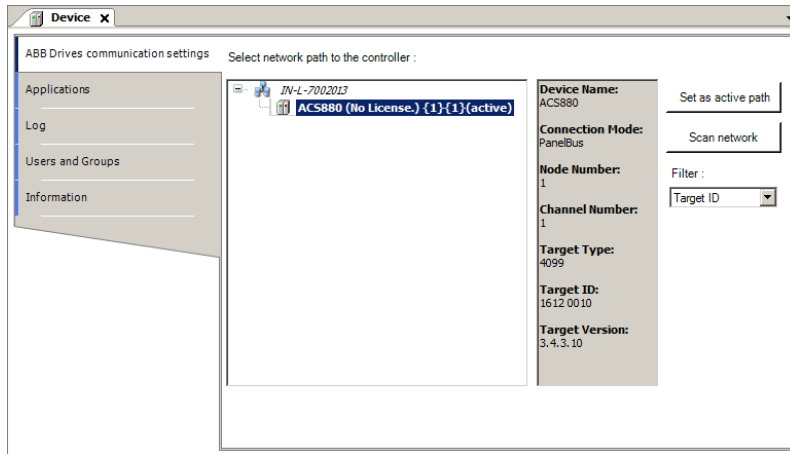 Device X
ABB Drives communication settings
Applications
Log
Users and Groups
Information
Select network path to the controller :
IN-L-7002013
ACS880 (No License.) {1}{1}(active)
Device Name:
ACS880
Connection Mode:
PanelBus
Node Number:
1
Channel Number:
1
Target Type:
4099
Target ID:
1612 0010
Target Version:
3.4.3.10
Set as active path
Scan network
Filter :
Target ID